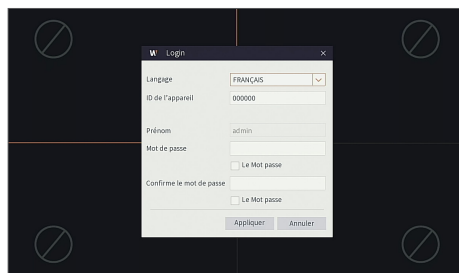 Login
Langage
FRANÇAIS
ID de l'appareil
000000
Prénom
admin
Mot de passe
Le Mot passe
Confirme le mot de passe
Le Mot passe
Appliquer
Annuler